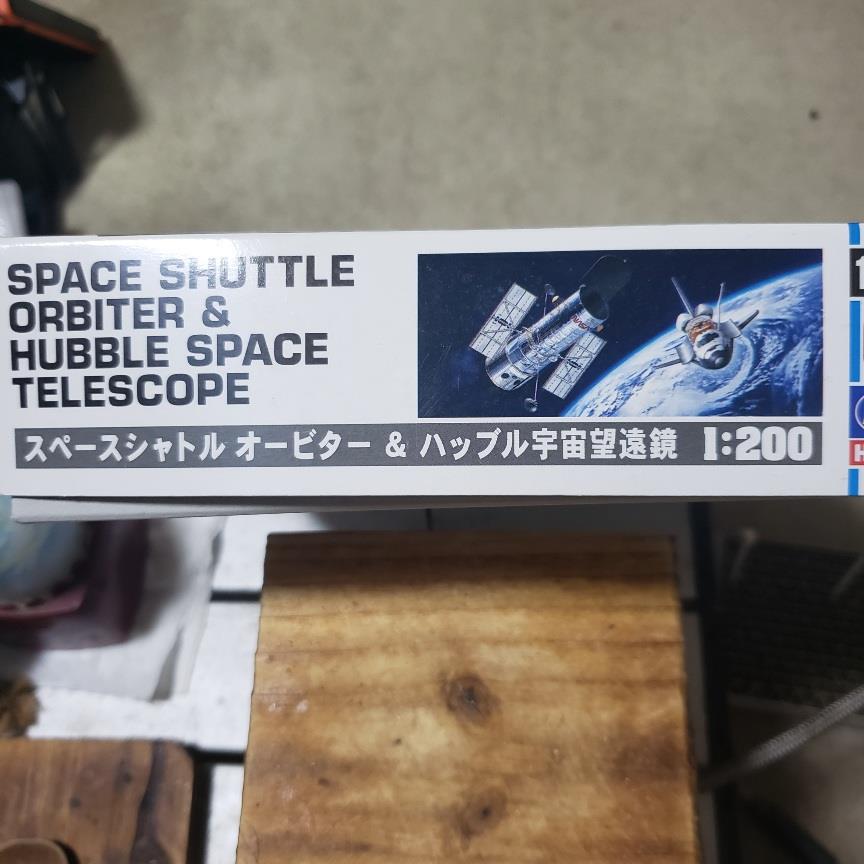 SPACE SHUTTLE
ORBITER &
HUBBLE SPACE
TELESCOPE
スペースシャトル オービター & ハッブル宇宙望遠鏡 1:200